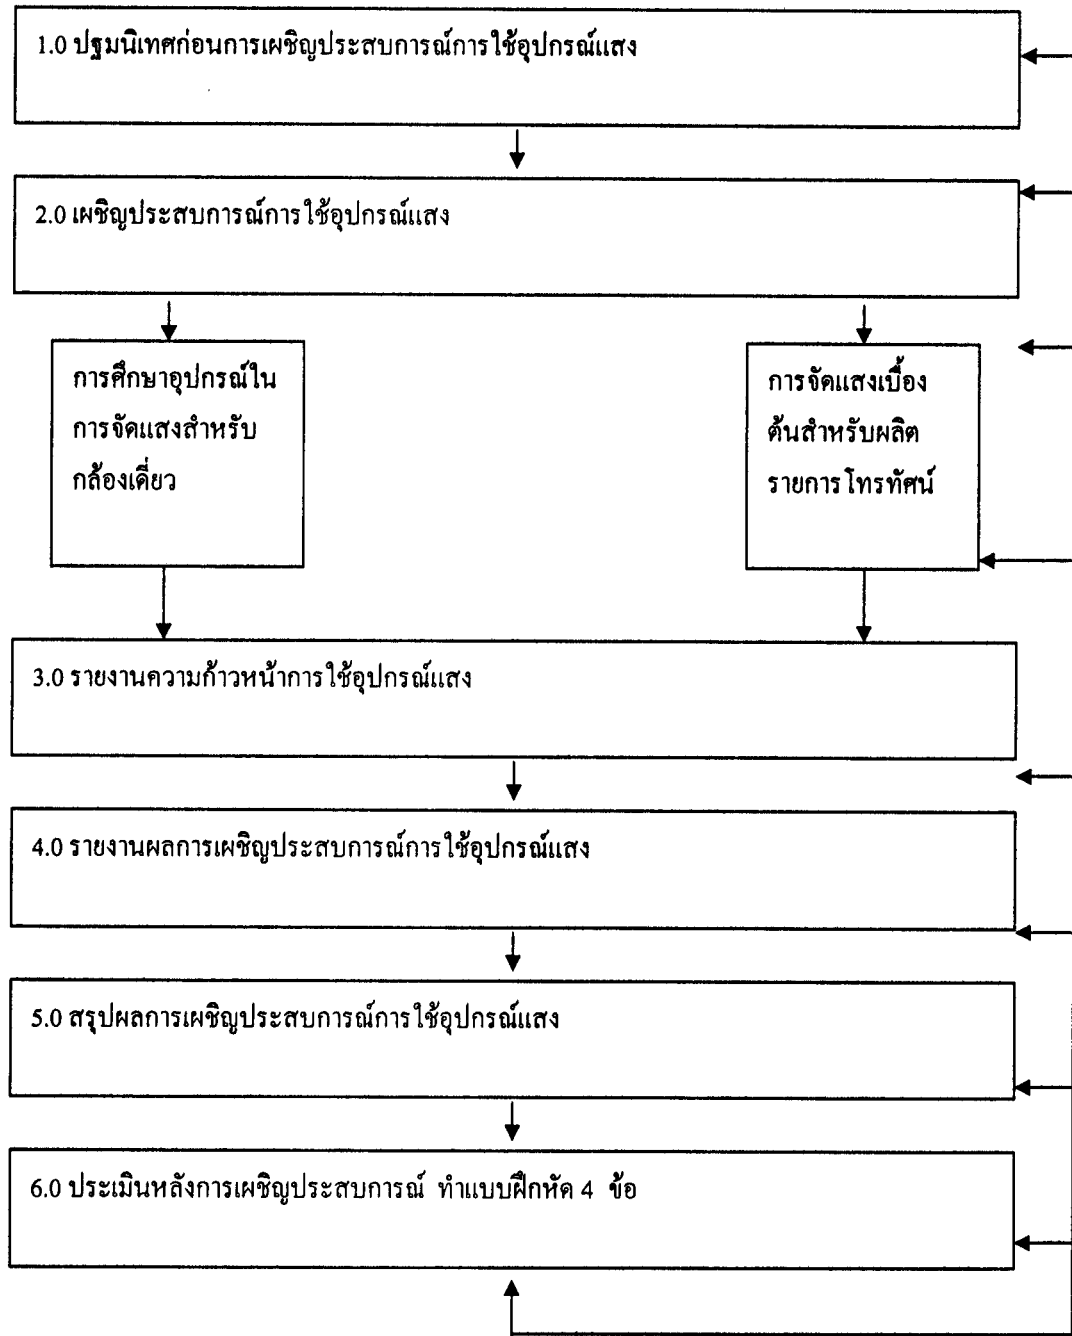 1.0 ปฐมนิเทศก่อนการเผชิญประสบการณ์การใช้อุปกรณ์แสง
2.0 เผชิญประสบการณ์การใช้อุปกรณ์แสง
การศึกษาอุปกรณ์ใน
การจัดแสงสำหรับ
กล้องเดี่ยว
การจัดแสงเบื้อง
ต้นสำหรับผลิต
รายการโทรทัศน์
3.0 รายงานความก้าวหน้าการใช้อุปกรณ์แสง
4.0 รายงานผลการเผชิญประสบการณ์การใช้อุปกรณ์แสง
5.0 สรุปผลการเผชิญประสบการณ์การใช้อุปกรณ์แสง
6.0 ประเมินหลังการเผชิญประสบการณ์ ทำแบบฝึกหัด 4 ข้อ